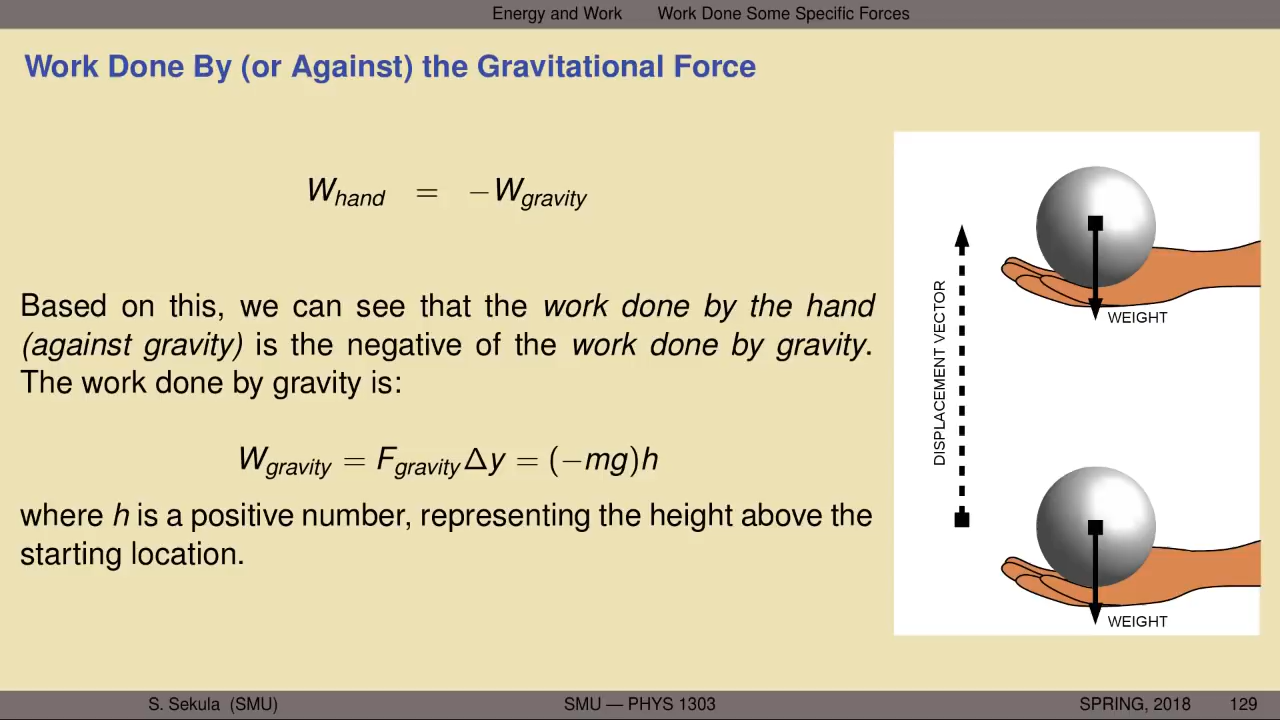 Energy and Work Work Done Some Specific Forces
Work Done By (or Against) the Gravitational Force
W_hand = −W_gravity
Based on this, we can see that the work done by the hand
(against gravity) is the negative of the work done by gravity.
The work done by gravity is:
W_gravity = F_gravity Δy = (−mg)h
where h is a positive number, representing the height above the
starting location.
WEIGHT
DISPLACEMENT VECTOR
WEIGHT
S. Sekula (SMU) SMU — PHYS 1303 SPRING, 2018 129